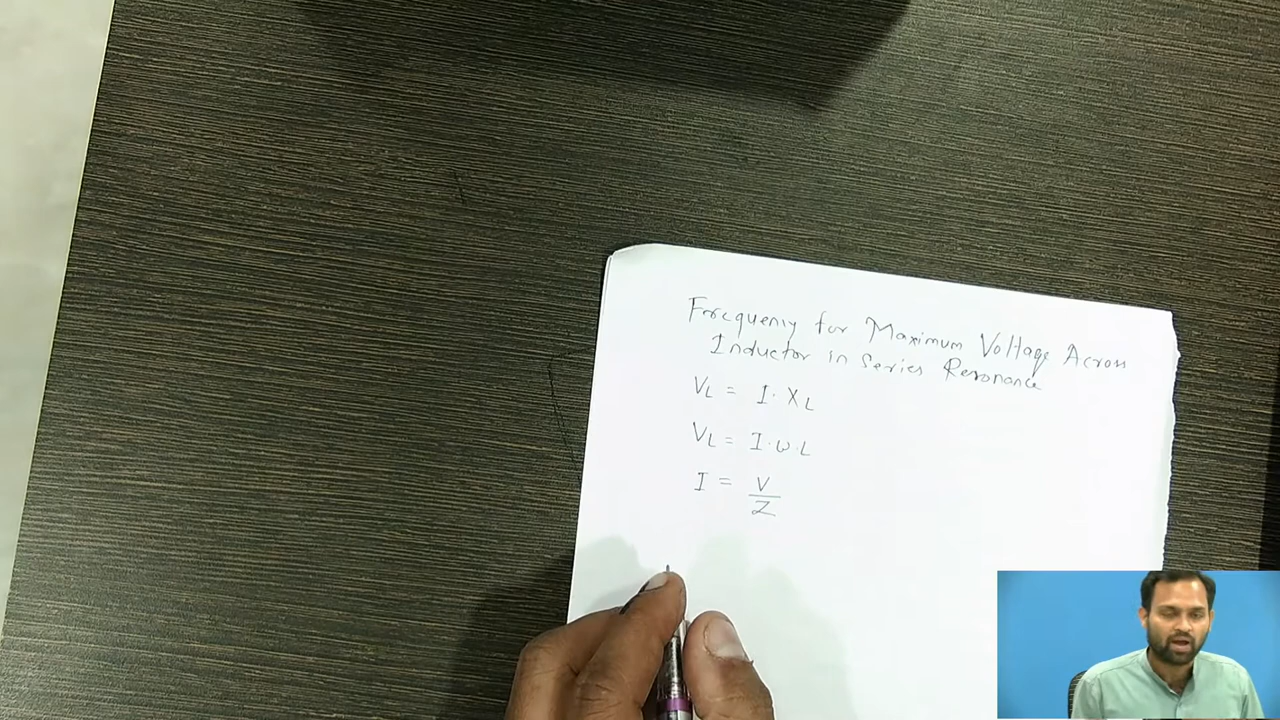 Frequency for Maximum Voltage Across
Inductor in Series Resonance
VL = I · XL
VL = I · ω · L
I = V/Z